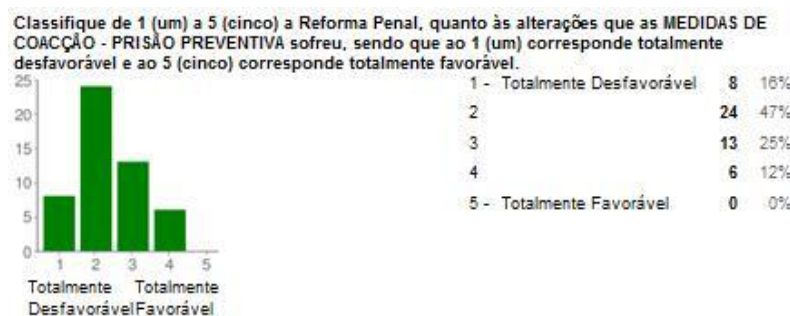 Classifique de 1 (um) a 5 (cinco) a Reforma Penal, quanto às alterações que as MEDIDAS DE
COACÇÃO - PRISÃO PREVENTIVA sofreu, sendo que ao 1 (um) corresponde totalmente
desfavorável e ao 5 (cinco) corresponde totalmente favorável.
25
20
15
10
5
0
1 2 3 4 5
Totalmente Totalmente
Desfavorável Favorável
1 - Totalmente Desfavorável 8 16%
2 24 47%
3 13 25%
4 6 12%
5 - Totalmente Favorável 0 0%